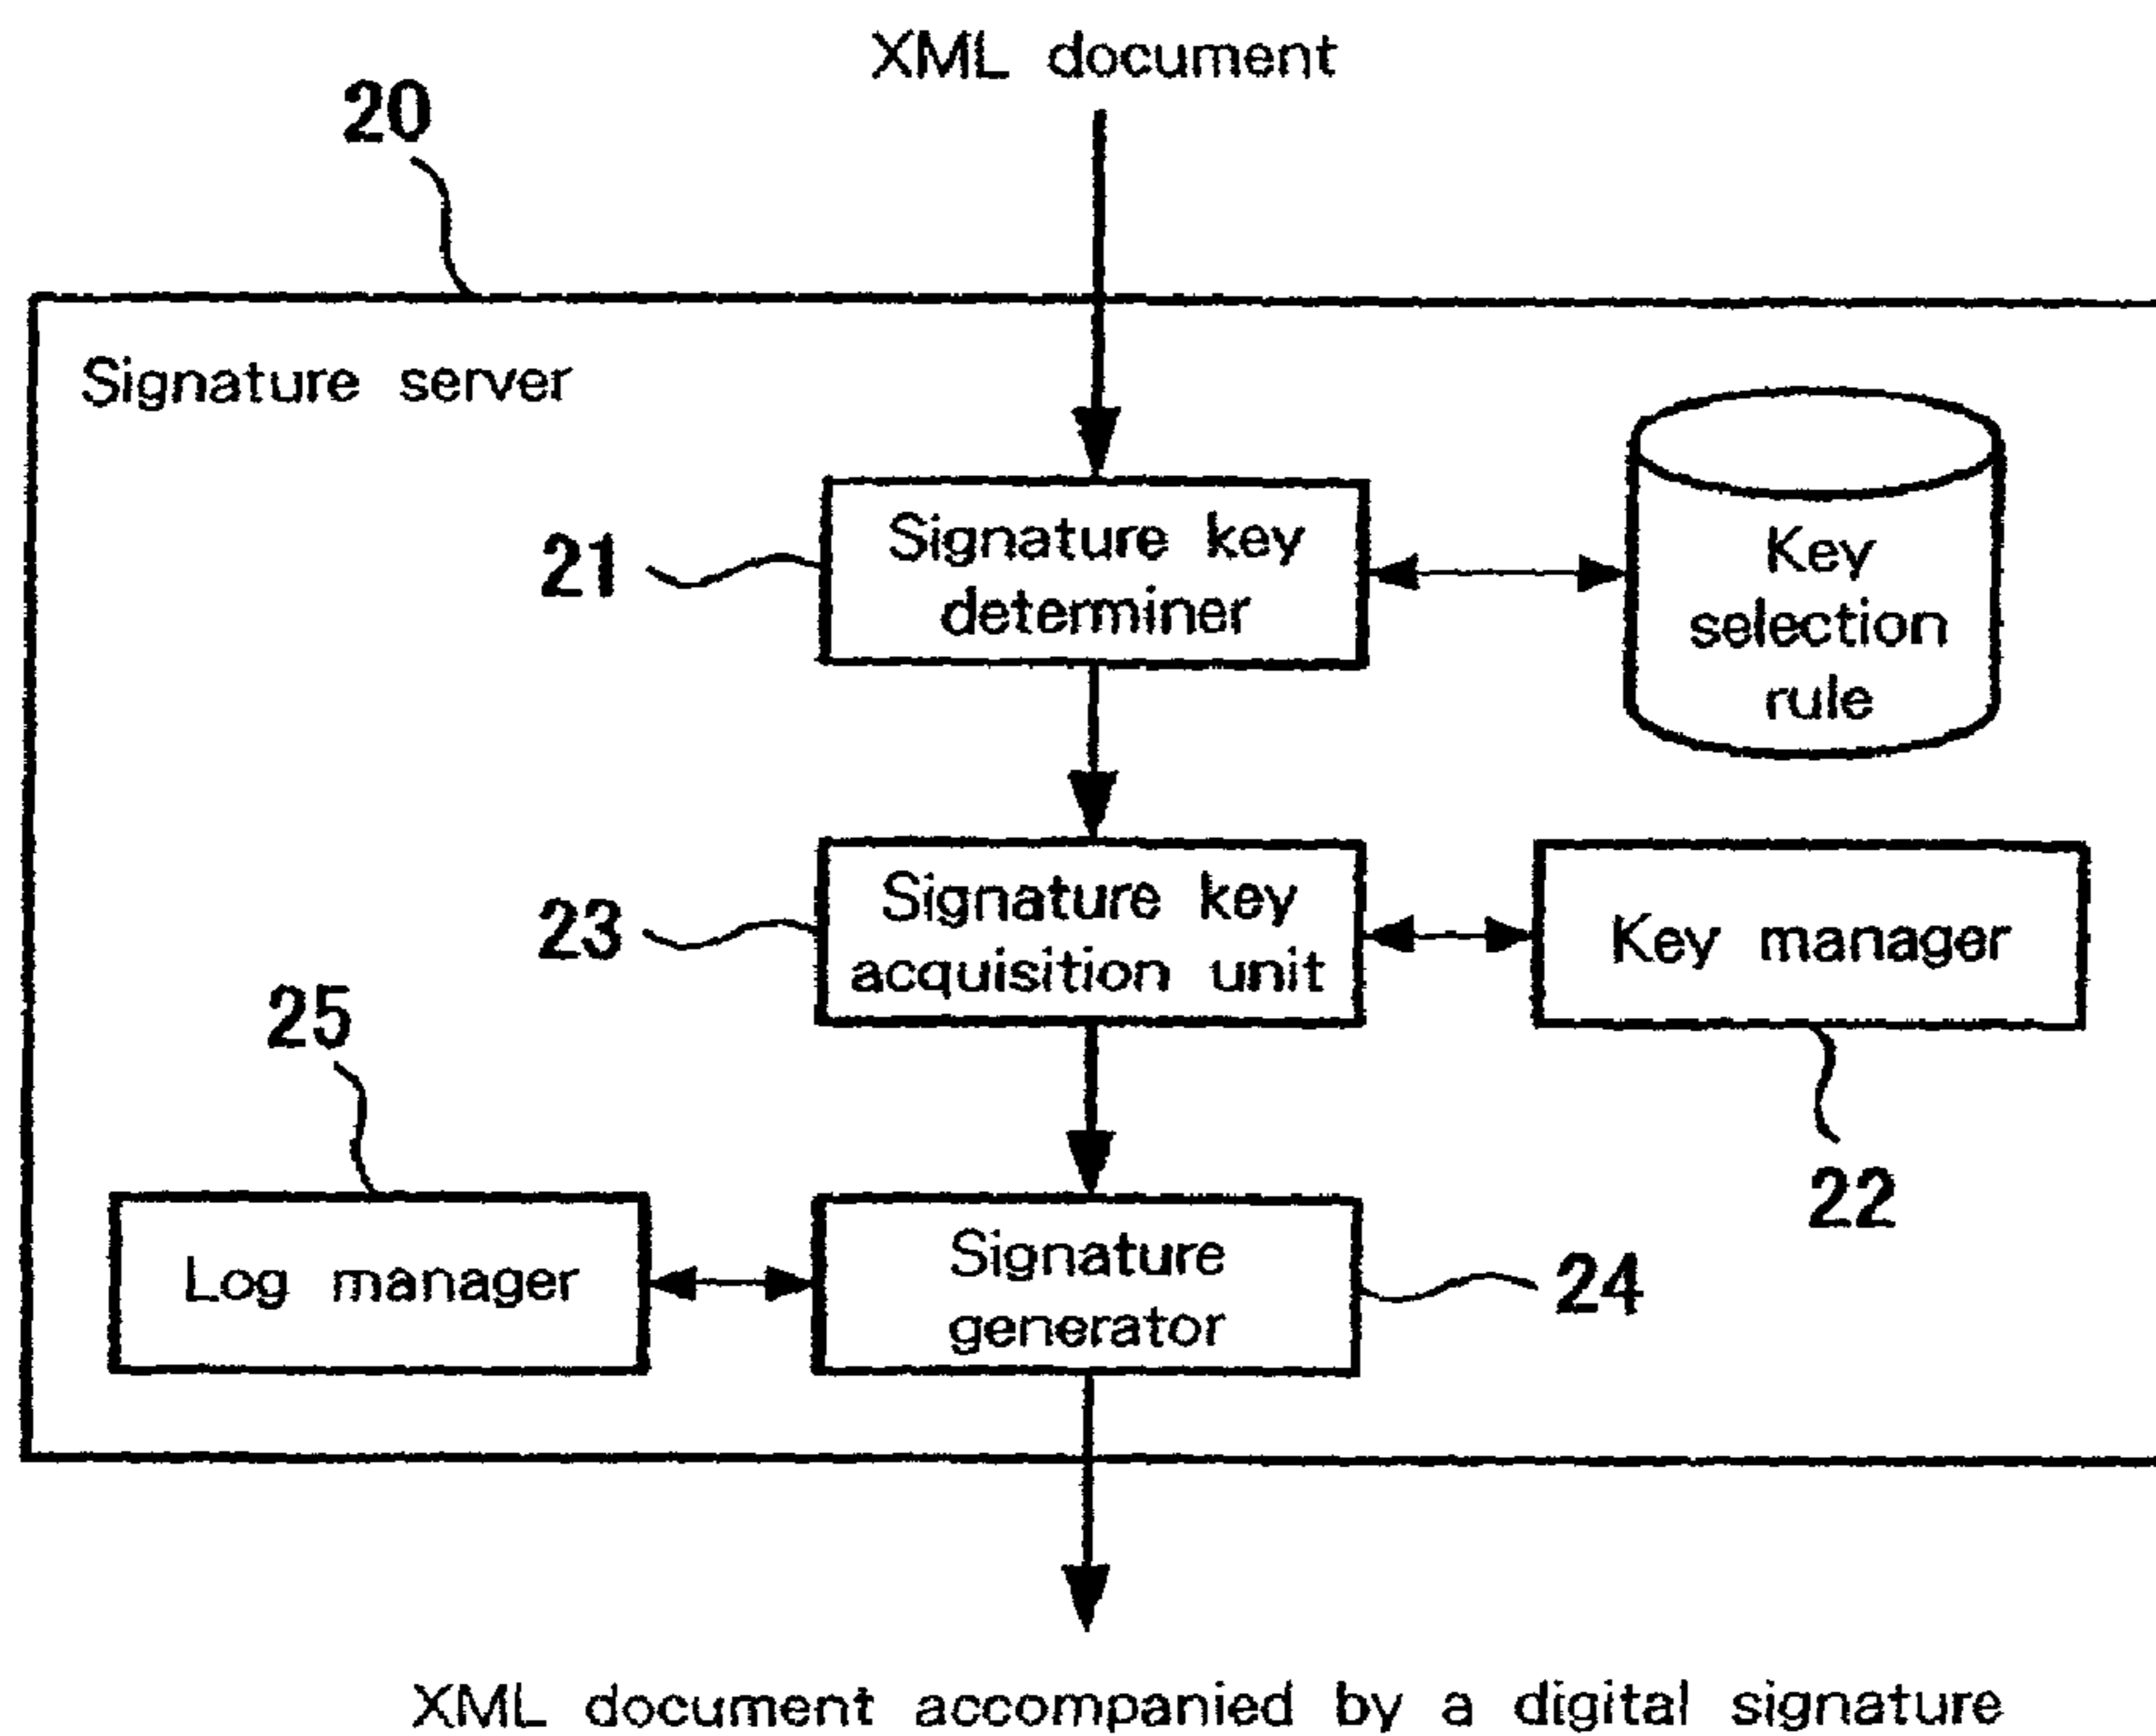 XML document
20
Signature server
21
Signature key
determiner
Key
selection
rule
23
Signature key
acquisition unit
Key manager
25
22
Log manager
Signature
generator
24
XML document accompanied by a digital signature